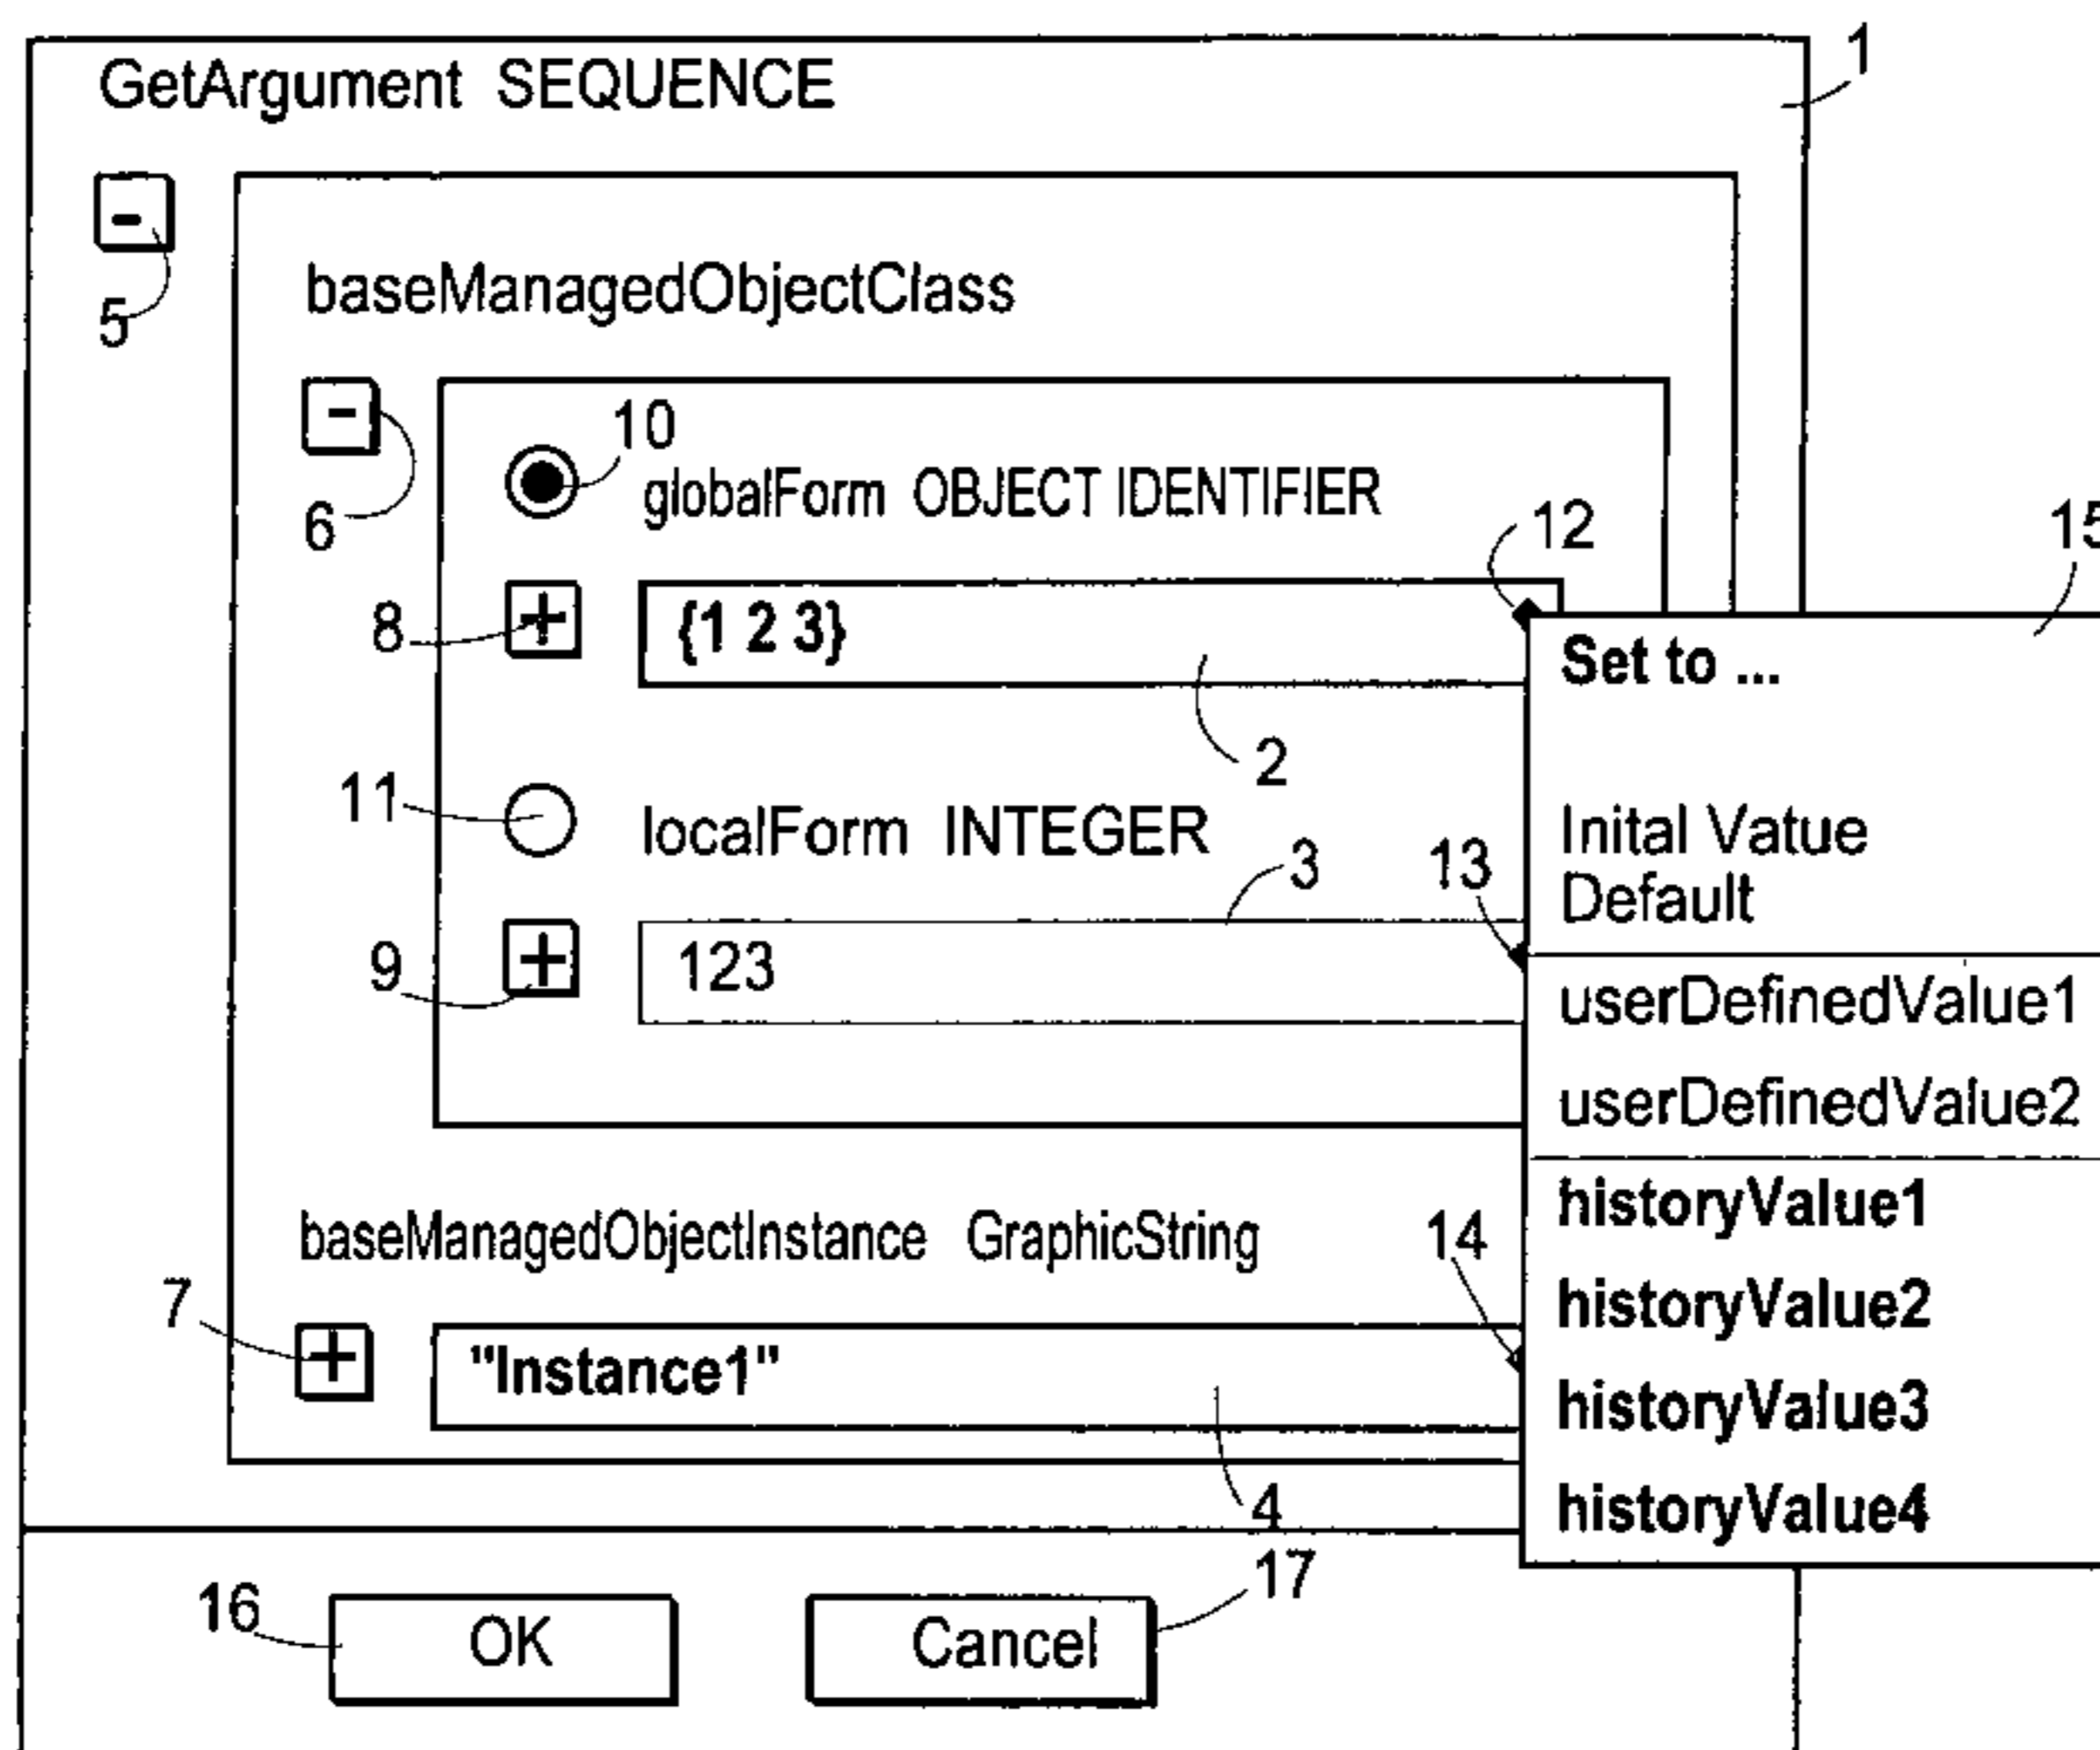 1
GetArgument SEQUENCE
-
5
baseManagedObjectClass
-
6
10
globalForm OBJECT IDENTIFIER
12
15
8
+
{1 2 3}
2
Set to ...
11
localForm INTEGER
3
13
Inital Vatue
Default
9
+
123
userDefinedValue1
userDefinedValue2
historyValue1
baseManagedObjectInstance GraphicString
14
historyValue2
7
+
"Instance1"
historyValue3
4
historyValue4
16
OK
Cancel
17